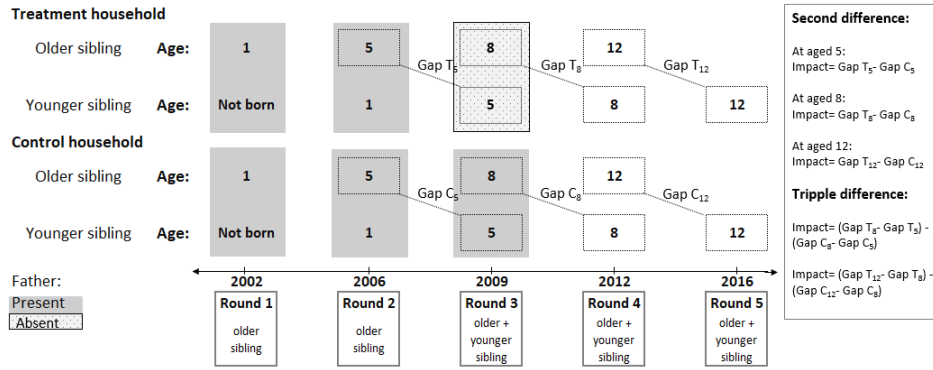 Treatment household
Older sibling Age: 1 5 8 12
Gap T5 Gap T8 Gap T12
Younger sibling Age: Not born 1 5 8 12
Control household
Older sibling Age: 1 5 8 12
Gap C5 Gap C8 Gap C12
Younger sibling Age: Not born 1 5 8 12
2002 2006 2009 2012 2016
Father:
Present
Absent
Round 1
older
sibling
Round 2
older
sibling
Round 3
older +
younger
sibling
Round 4
older +
younger
sibling
Round 5
older +
younger
sibling
Second difference:
At aged 5:
Impact= Gap T5- Gap C5
At aged 8:
Impact= Gap T8- Gap C8
At aged 12:
Impact= Gap T12- Gap C12
Tripple difference:
Impact= (Gap T8- Gap T5) -
(Gap C8- Gap C5)
Impact= (Gap T12- Gap T8) -
(Gap C12- Gap C8)